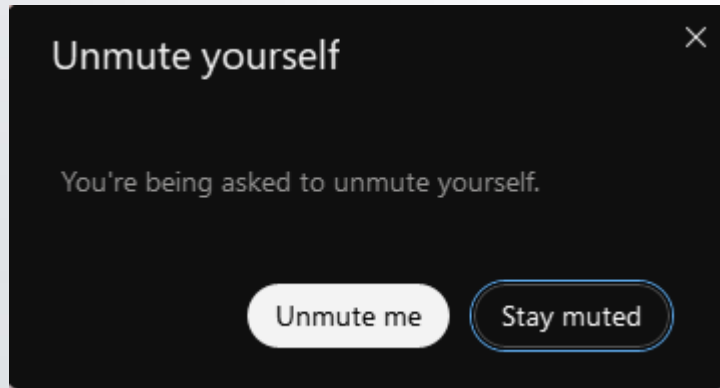 Unmute yourself
You're being asked to unmute yourself.
Unmute me
Stay muted